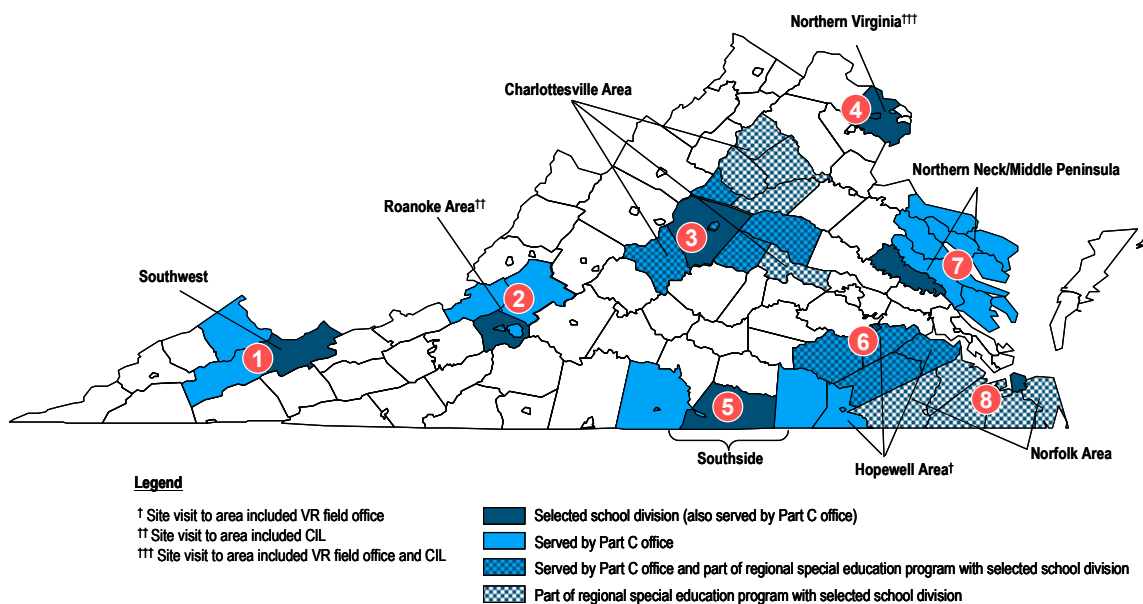 Northern Virginia†††
Charlottesville Area
4
Northern Neck/Middle Peninsula
Roanoke Area††
3
7
Southwest
2
1
6
5
8
Southside
Hopewell Area†
Norfolk Area
Legend
† Site visit to area included VR field office
†† Site visit to area included CIL
††† Site visit to area included VR field office and CIL
Selected school division (also served by Part C office)
Served by Part C office
Served by Part C office and part of regional special education program with selected school division
Part of regional special education program with selected school division